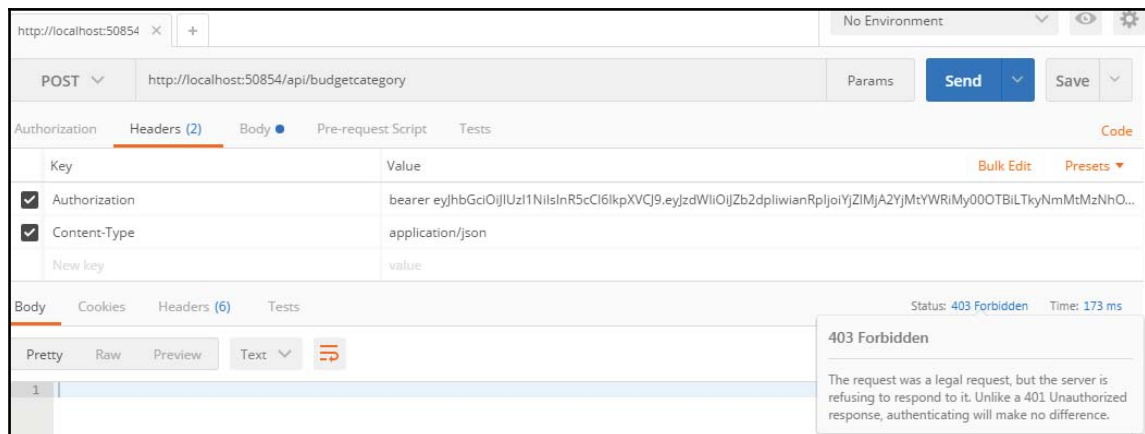 http://localhost:50854 × +
No Environment
POST http://localhost:50854/api/budgetcategory Params Send Save
Authorization Headers (2) Body Pre-request Script Tests Code
Key Value Bulk Edit Presets
Authorization
Content-Type application/json
New key value
Body Cookies Headers (6) Tests Status: 403 Forbidden Time: 173 ms
Pretty Raw Preview Text
403 Forbidden
1
The request was a legal request, but the server is
refusing to respond to it. Unlike a 401 Unauthorized
response, authenticating will make no difference.